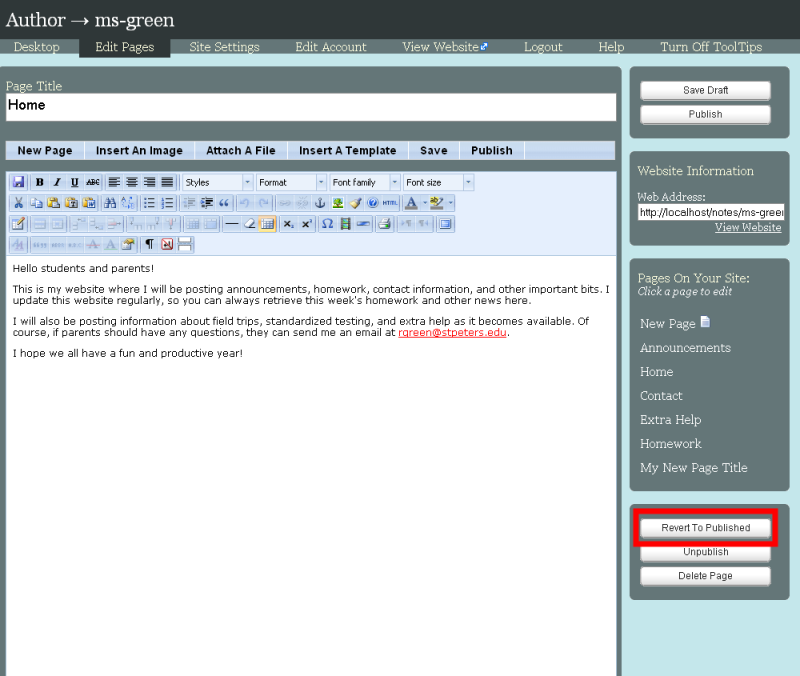 Author → ms-green
Desktop Edit Pages Site Settings Edit Account View Website Logout Help Turn Off ToolTips
Page Title
Home
New Page Insert An Image Attach A File Insert A Template Save Publish
B I U ABC Styles Format Font family Font size
HTML A ab
Hello students and parents!
This is my website where I will be posting announcements, homework, contact information, and other important bits. I
update this website regularly, so you can always retrieve this week's homework and other news here.
I will also be posting information about field trips, standardized testing, and extra help as it becomes available. Of
course, if parents should have any questions, they can send me an email at rgreen@stpeters.edu.
I hope we all have a fun and productive year!
Save Draft
Publish
Website Information
Web Address:
http://localhost/notes/ms-green
View Website
Pages On Your Site:
Click a page to edit
New Page
Announcements
Home
Contact
Extra Help
Homework
My New Page Title
Revert To Published
Unpublish
Delete Page